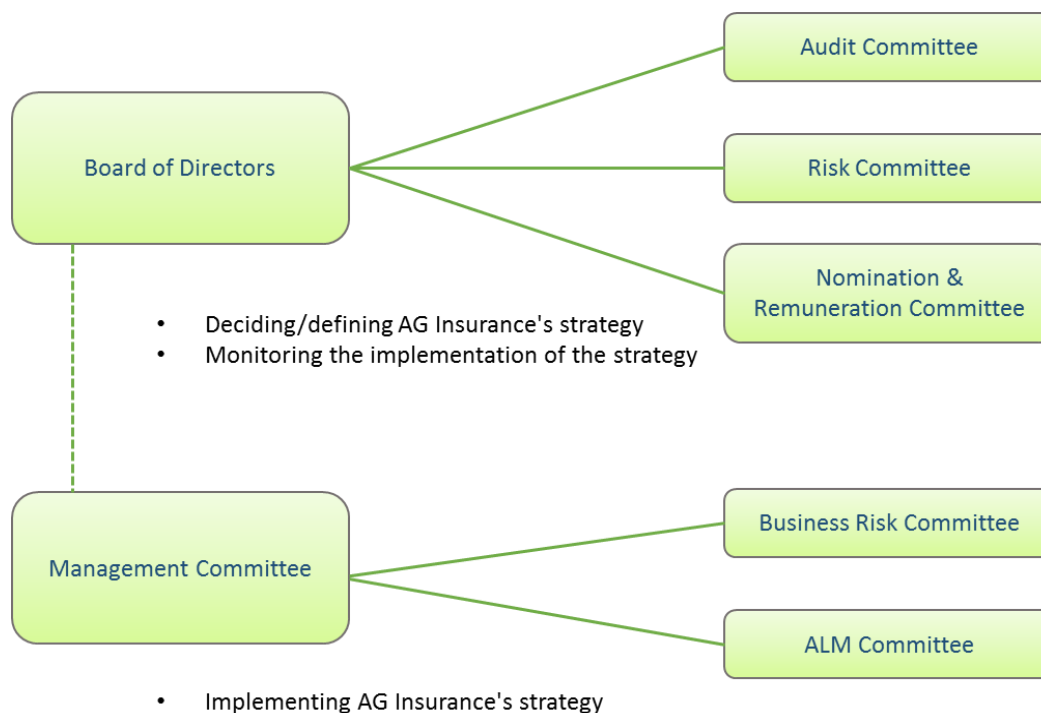 Audit Committee
Board of Directors
Risk Committee
Nomination &
Remuneration Committee
• Deciding/defining AG Insurance's strategy
• Monitoring the implementation of the strategy
Business Risk Committee
Management Committee
ALM Committee
• Implementing AG Insurance's strategy